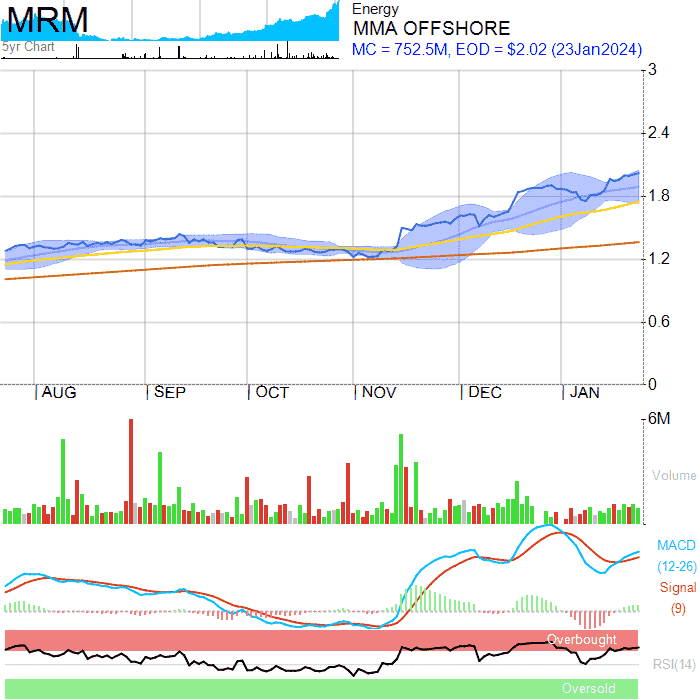 MRM
5yr Chart
Energy
MMA OFFSHORE
MC = 752.5M, EOD = $2.02 (23Jan2024)
3
2.4
1.8
1.2
0.6
0
AUG SEP OCT NOV DEC JAN
6M
Volume
MACD
(12-26)
Signal
(9)
Overbought
RSI(14)
Oversold